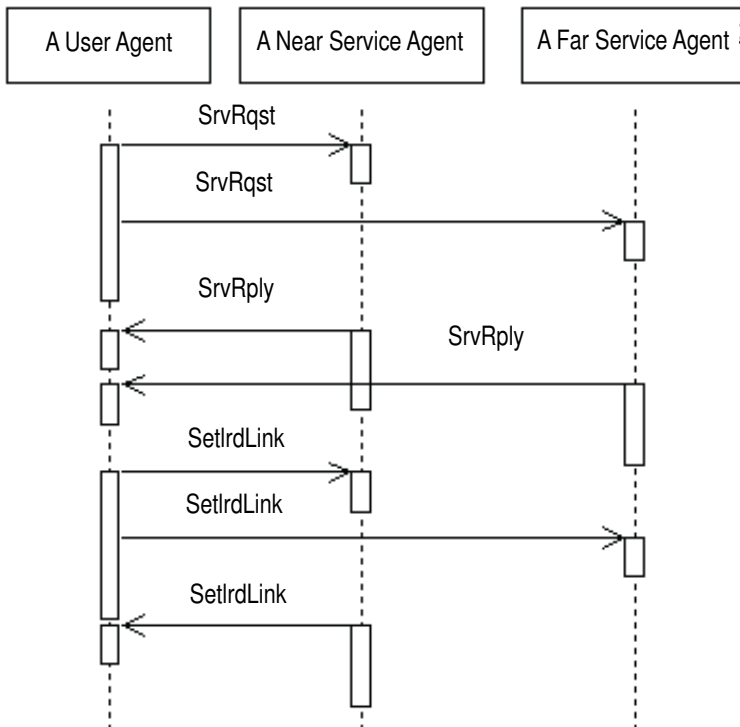 A User Agent
A Near Service Agent
A Far Service Agent
SrvRqst
SrvRqst
SrvRply
SrvRply
SetIrdLink
SetIrdLink
SetIrdLink